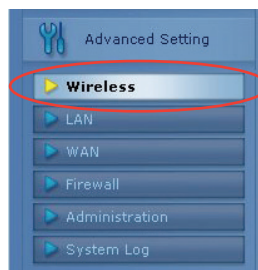 Advanced Setting
Wireless
LAN
WAN
Firewall
Administration
System Log